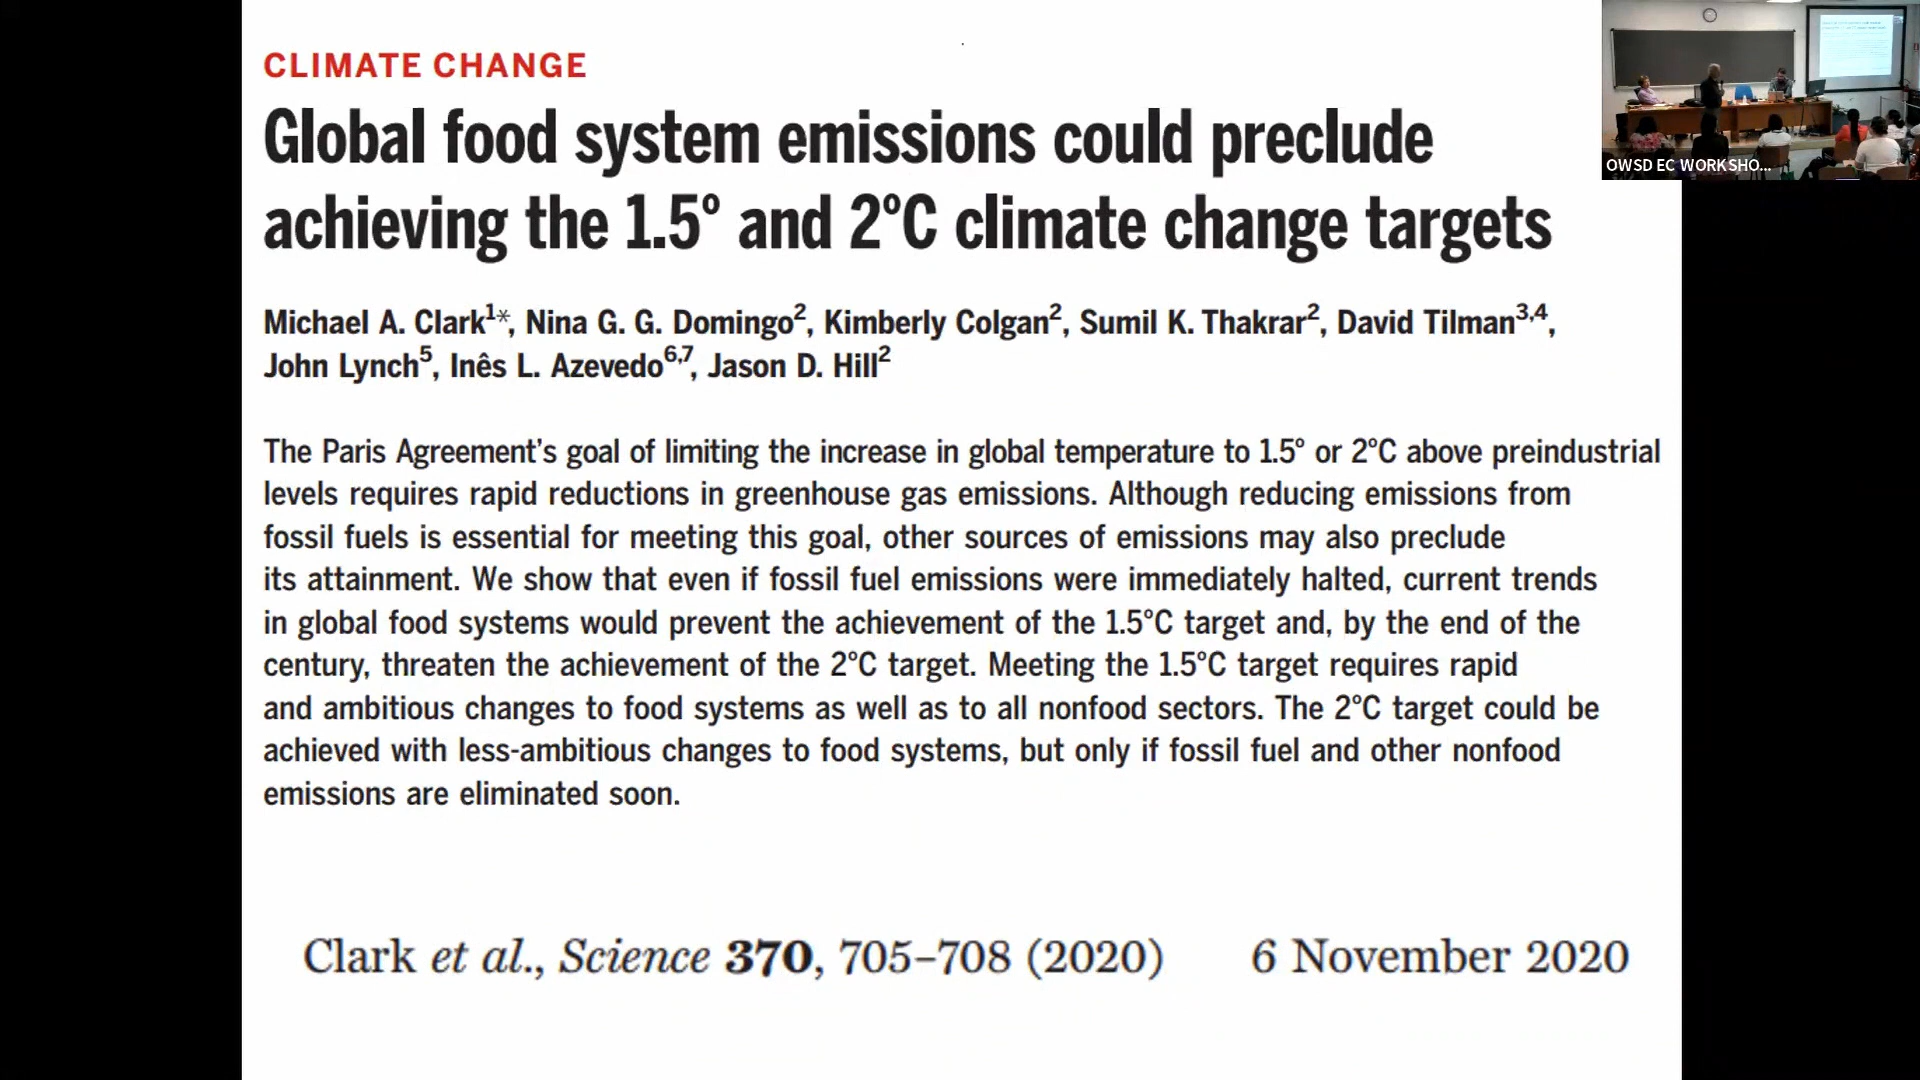 CLIMATE CHANGE
Global food system emissions could preclude
achieving the 1.5° and 2°C climate change targets
Michael A. Clark1*, Nina G. G. Domingo2, Kimberly Colgan2, Sumil K. Thakrar2, David Tilman3,4,
John Lynch5, Inês L. Azevedo6,7, Jason D. Hill2
The Paris Agreement’s goal of limiting the increase in global temperature to 1.5° or 2°C above preindustrial
levels requires rapid reductions in greenhouse gas emissions. Although reducing emissions from
fossil fuels is essential for meeting this goal, other sources of emissions may also preclude
its attainment. We show that even if fossil fuel emissions were immediately halted, current trends
in global food systems would prevent the achievement of the 1.5°C target and, by the end of the
century, threaten the achievement of the 2°C target. Meeting the 1.5°C target requires rapid
and ambitious changes to food systems as well as to all nonfood sectors. The 2°C target could be
achieved with less-ambitious changes to food systems, but only if fossil fuel and other nonfood
emissions are eliminated soon.
Clark et al., Science 370, 705–708 (2020) 6 November 2020
OWSD EC WORKSHO...